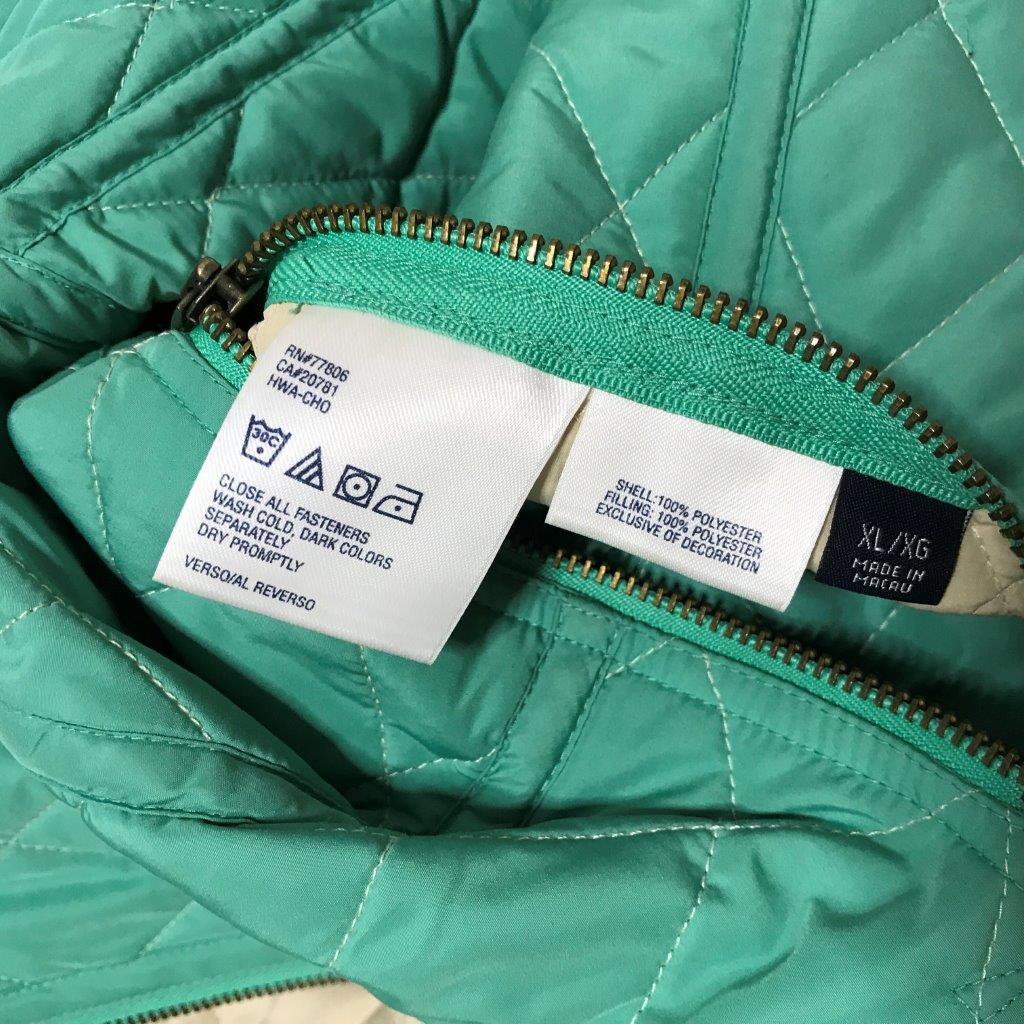 RN#77806
CA#20781
HWA-CHO
30C
CLOSE ALL FASTENERS
WASH COLD, DARK COLORS
SEPARATELY
DRY PROMPTLY
VERSO/AL REVERSO
SHELL:100% POLYESTER
FILLING: 100% POLYESTER
EXCLUSIVE OF DECORATION
XL/XG
MADE IN
MACAU